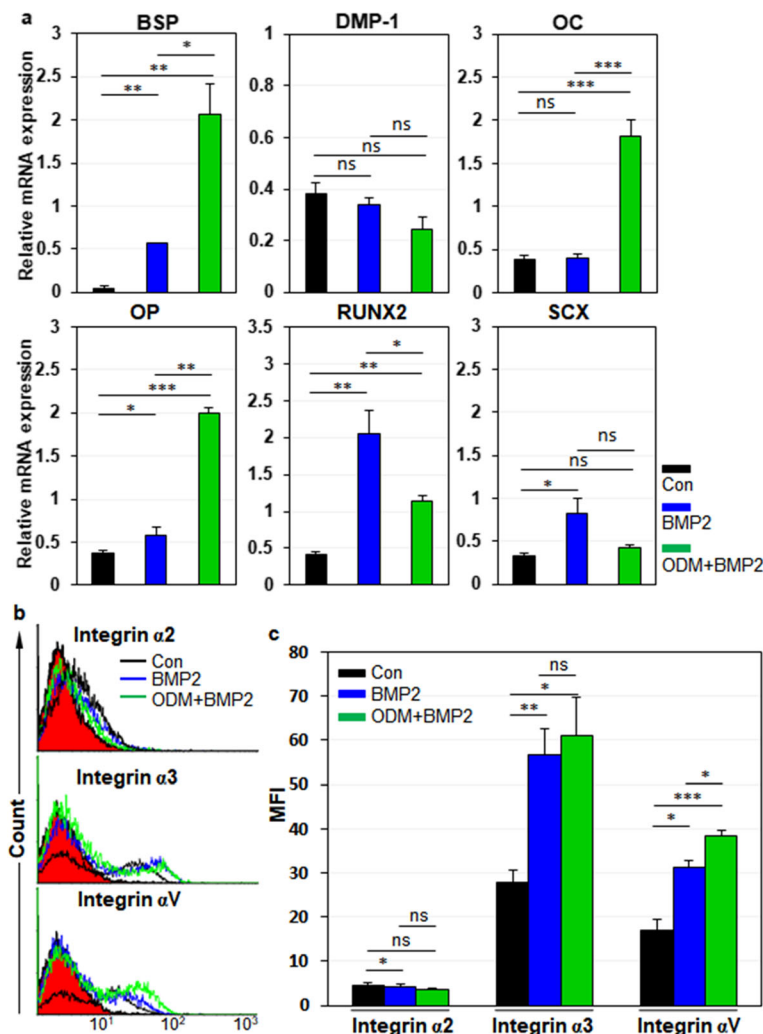 a
BSP
DMP-1
OC
Relative mRNA expression
3
2.5
2
1.5
1
0.5
0
*
**
**
1
0.8
0.6
0.4
0.2
0
ns
ns
ns
3
2.5
2
1.5
1
0.5
0
***
***
ns
OP
RUNX2
SCX
Relative mRNA expression
3
2.5
2
1.5
1
0.5
0
**
***
*
3.5
3
2.5
2
1.5
1
0.5
0
*
**
**
3
2.5
2
1.5
1
0.5
0
ns
ns
*
Con
BMP2
ODM+BMP2
b
Count
Integrin α2
Con
BMP2
ODM+BMP2
Integrin α3
Integrin αV
10¹ 10² 10³
c
MFI
80
70
60
50
40
30
20
10
0
Con
BMP2
ODM+BMP2
ns
ns
*
ns
*
**
*
***
*
Integrin α2 Integrin α3 Integrin αV